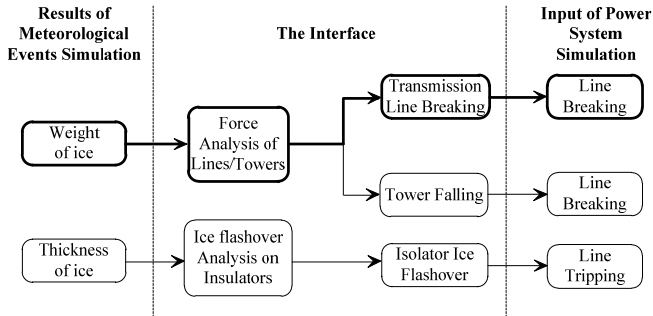 Results of
Meteorological
Events Simulation
The Interface
Input of Power
System
Simulation
Weight
of ice
Force
Analysis of
Lines/Towers
Transmission
Line Breaking
Line
Breaking
Tower Falling
Line
Breaking
Thickness
of ice
Ice flashover
Analysis on
Insulators
Isolator Ice
Flashover
Line
Tripping